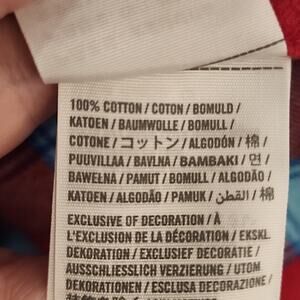 100% COTTON / COTON / BOMULD /
KATOEN / BAUMWOLLE / BOMULL /
COTONE / コットン / ALGODÓN / 棉 /
PUUVILLAA / BAVLNA / BAMBAKI / 면 /
BAWEŁNA / PAMUT / BOMULL / ALGODÃO /
KATOEN / ALGODÃO / PAMUK / القطن / 棉
EXCLUSIVE OF DECORATION / À
L'EXCLUSION DE LA DÉCORATION / EKSKL.
DEKORATION / EXCLUSIEF DECORATIE /
AUSSCHLIESSLICH VERZIERUNG / UTOM
DEKORATIONEN / ESCLUSA DECORAZIONE /